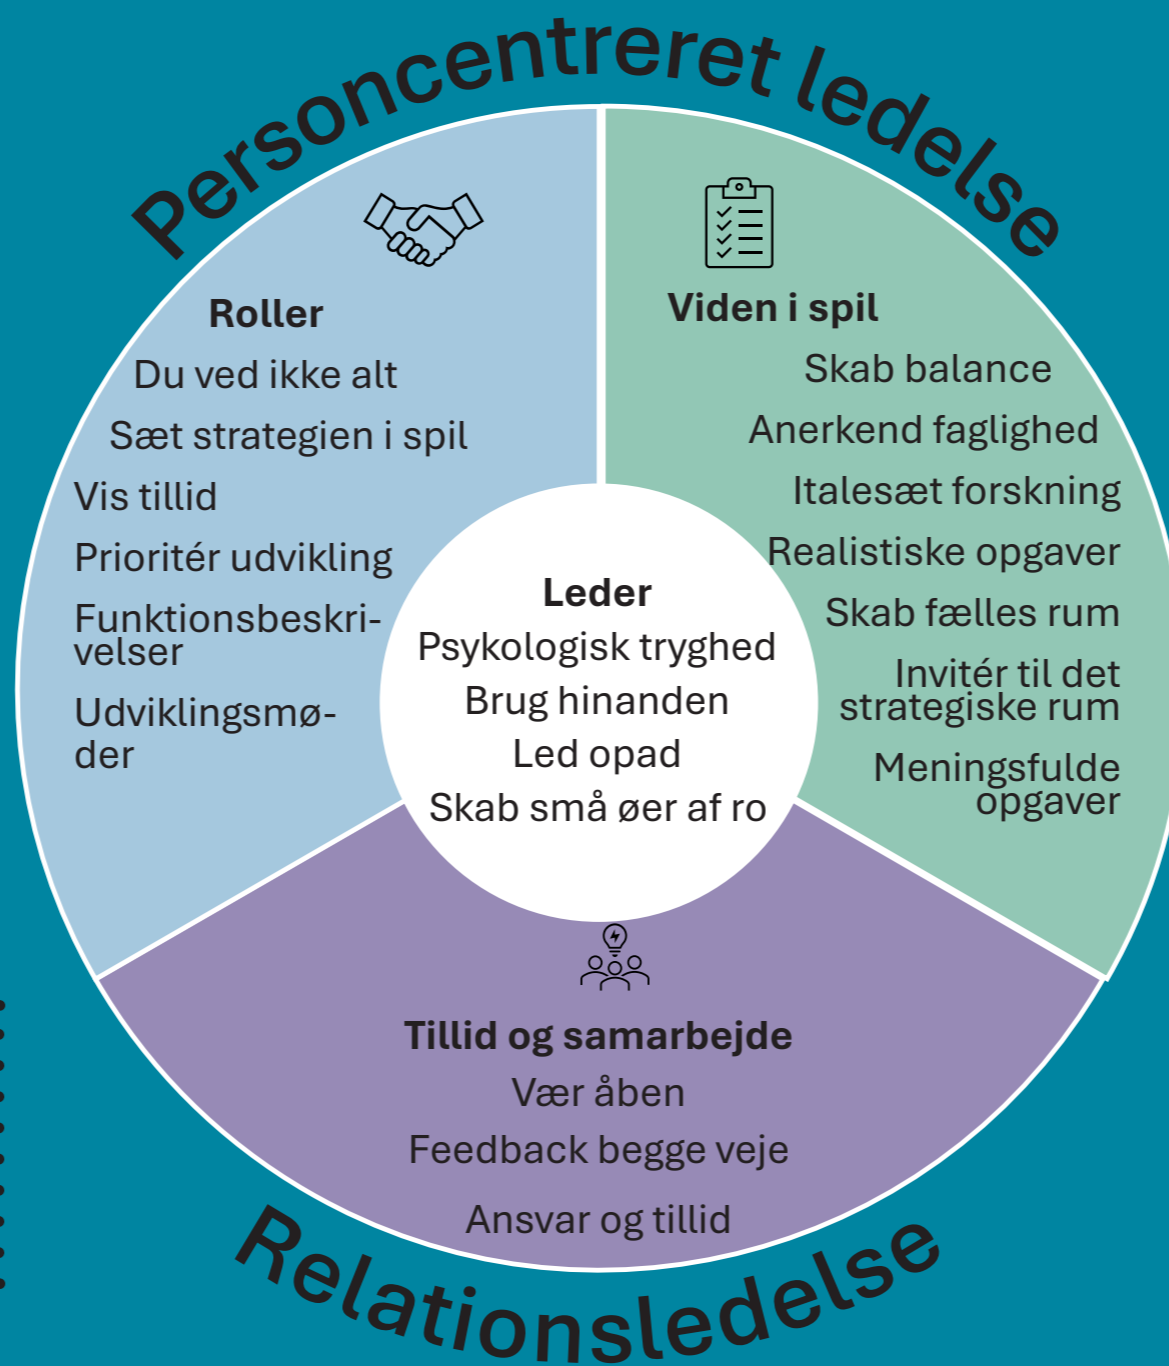 Personcentreret ledelse
Roller
Du ved ikke alt
Sæt strategien i spil
Vis tillid
Prioritér udvikling
Funktionsbeskri-
velser
Udviklingsmø-
der
Viden i spil
Skab balance
Anerkend faglighed
Italesæt forskning
Realistiske opgaver
Skab fælles rum
Invitér til det
strategiske rum
Meningsfulde
opgaver
Leder
Psykologisk tryghed
Brug hinanden
Led opad
Skab små øer af ro
Tillid og samarbejde
Vær åben
Feedback begge veje
Ansvar og tillid
Relationsledelse